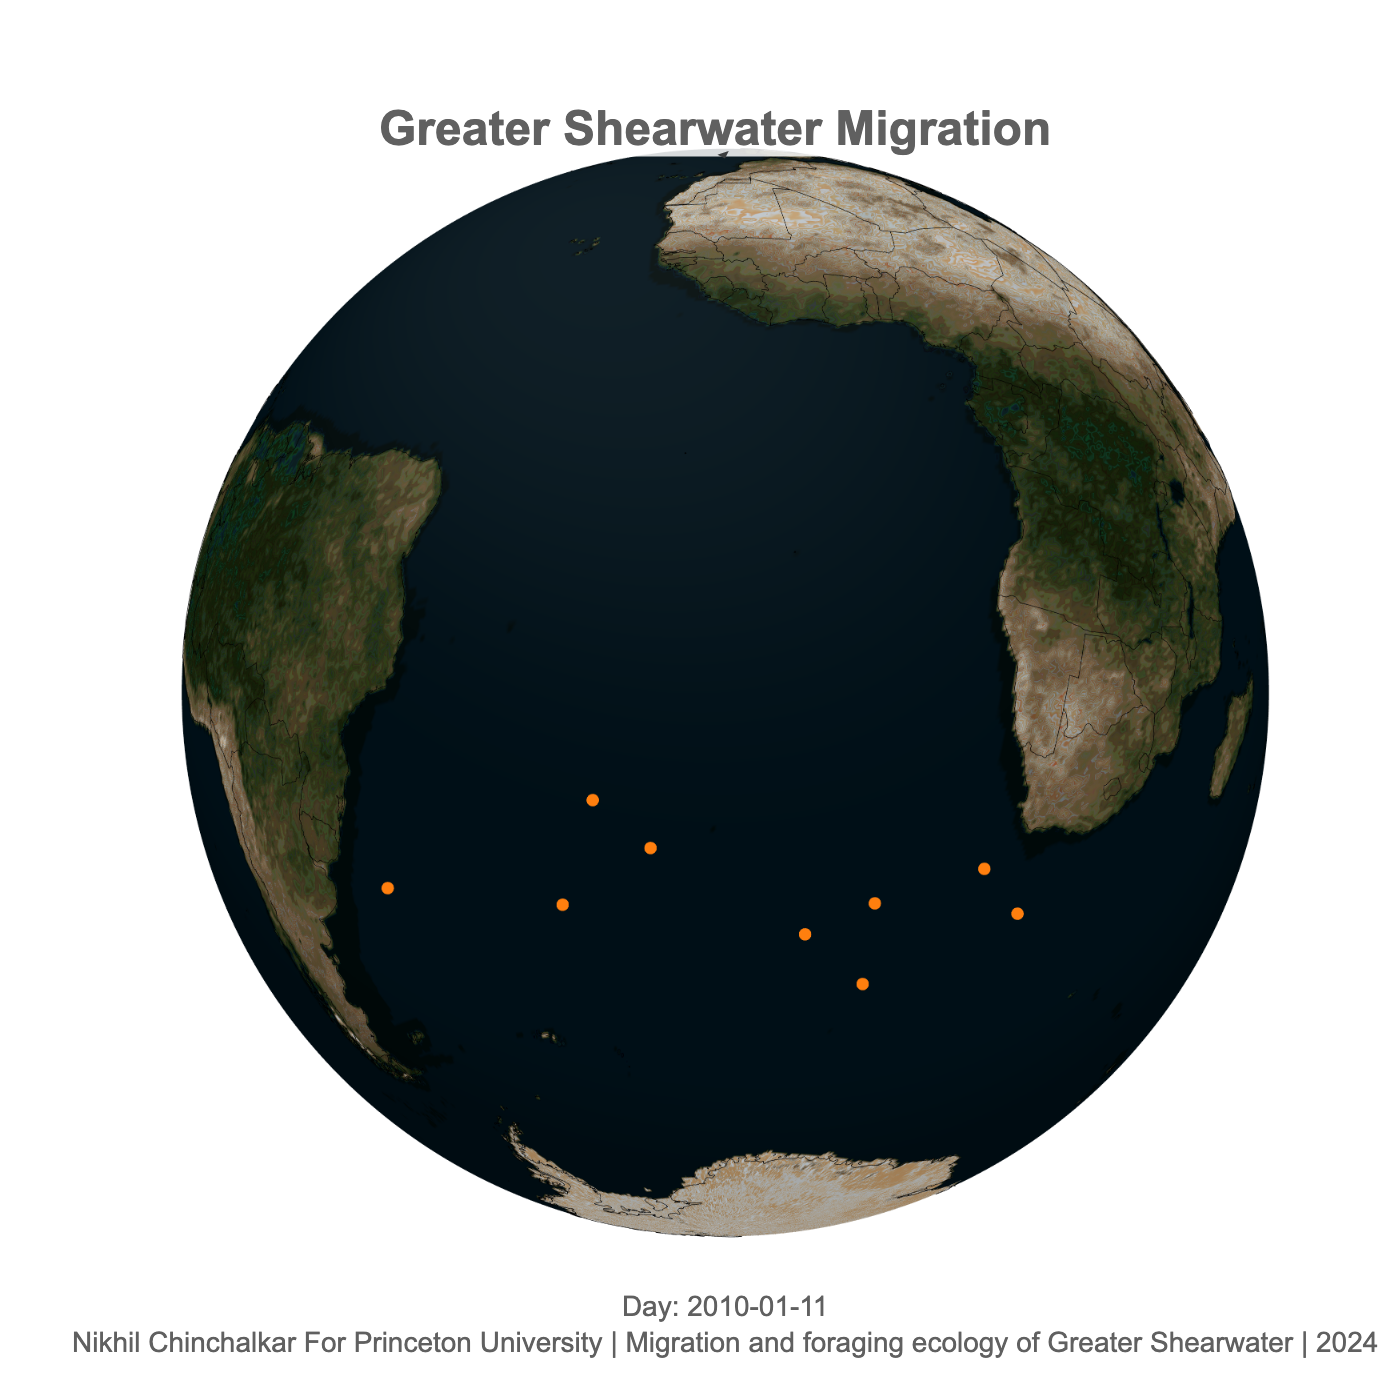 Greater Shearwater Migration
Day: 2010-01-11
Nikhil Chinchalkar For Princeton University | Migration and foraging ecology of Greater Shearwater | 2024